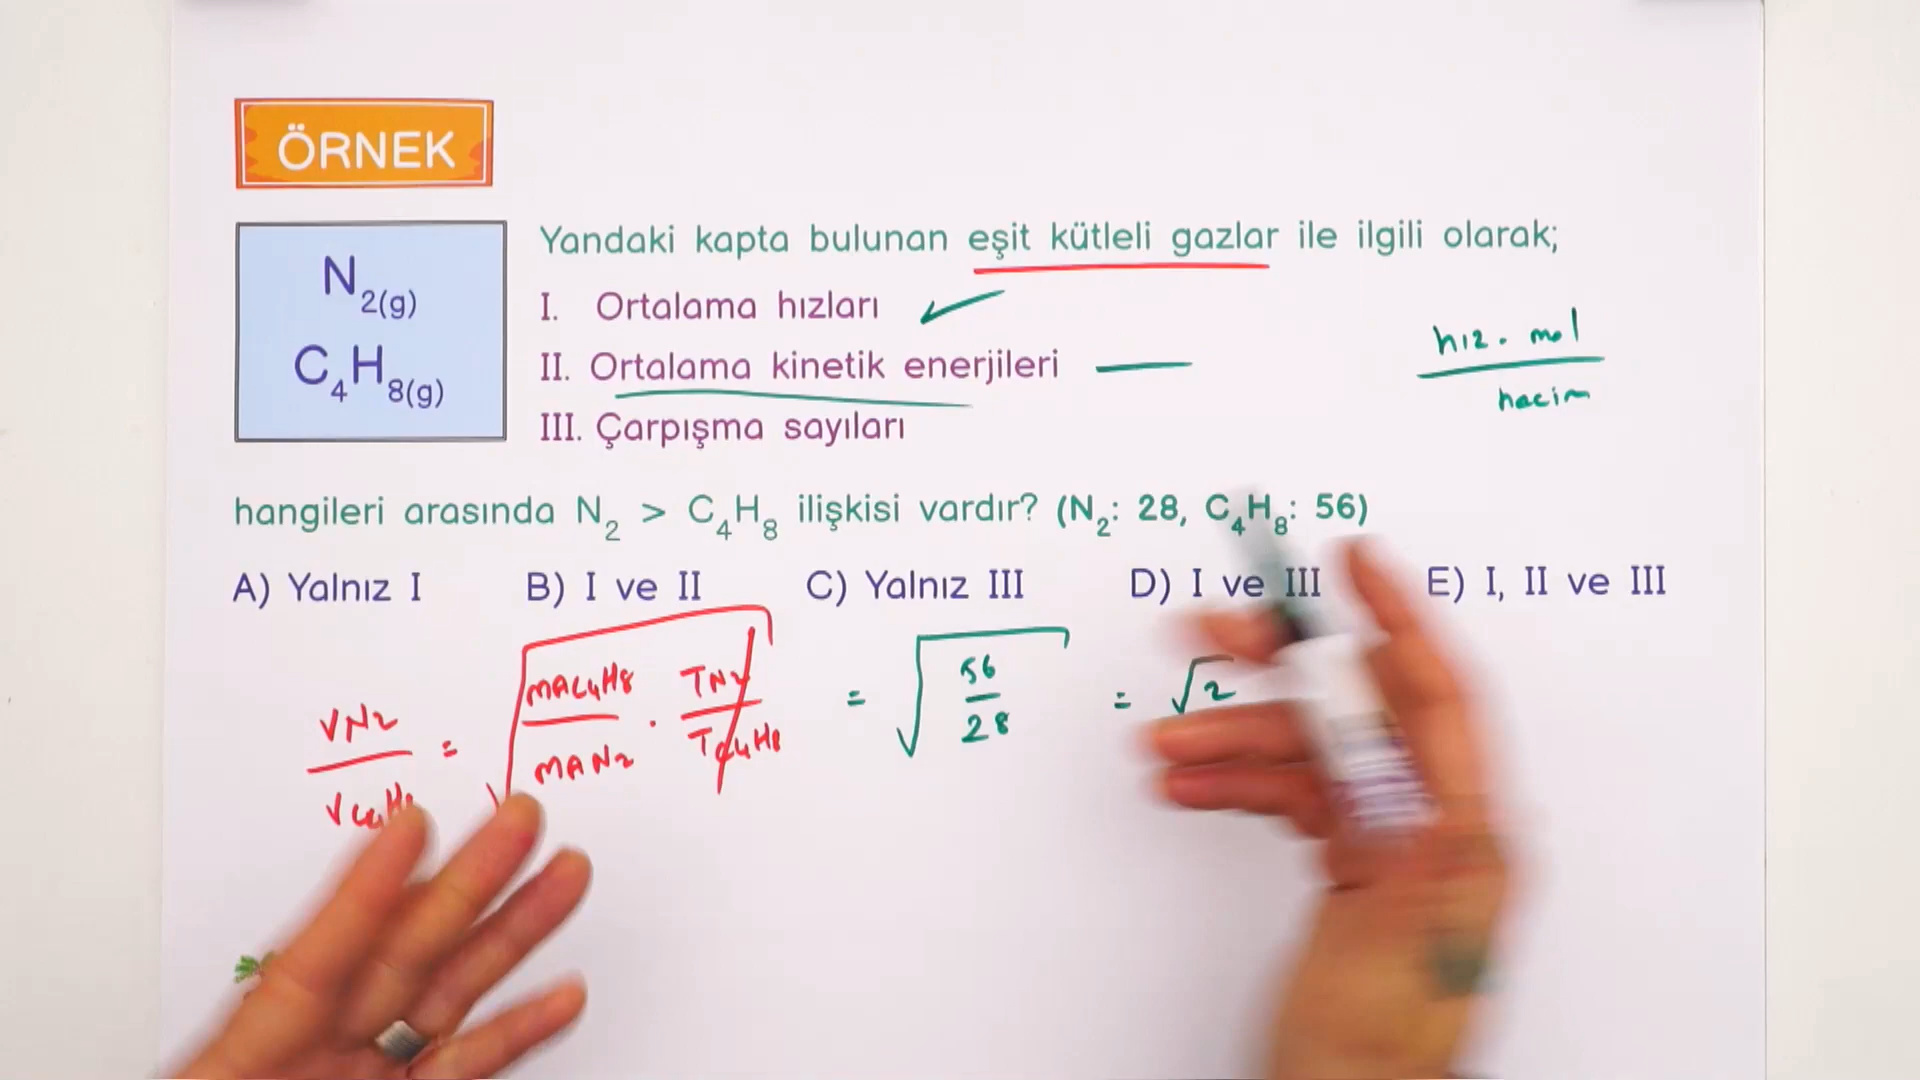 ÖRNEK
N2(g)
C4H8(g)
Yandaki kapta bulunan eşit kütleli gazlar ile ilgili olarak;
I. Ortalama hızları
II. Ortalama kinetik enerjileri
III. Çarpışma sayıları
hız . mol
hacim
hangileri arasında N2 > C4H8 ilişkisi vardır? (N2: 28, C4H8: 56)
A) Yalnız I B) I ve II C) Yalnız III D) I ve III E) I, II ve III
VN2 = √ MAC4H8 . TN2 = √ 56 = √2
MAN2 TC4H8 28